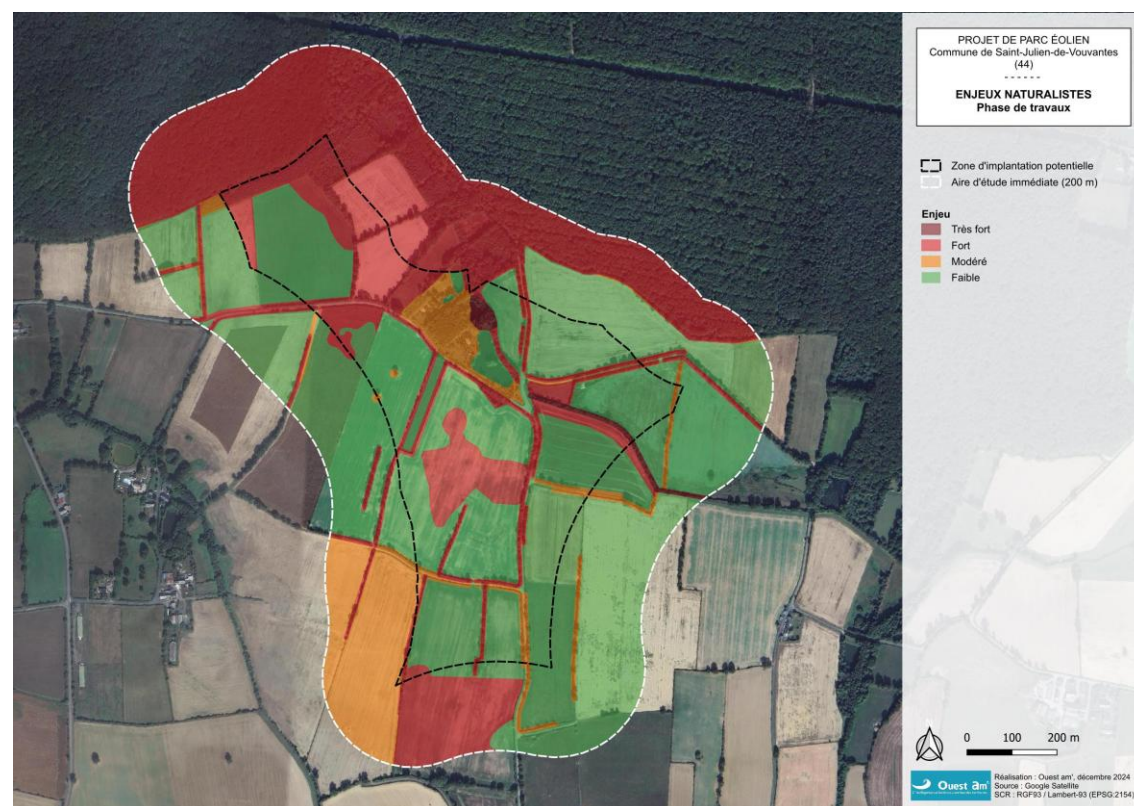 PROJET DE PARC ÉOLIEN
Commune de Saint-Julien-de-Vouvantes
(44)
------
ENJEUX NATURALISTES
Phase de travaux
Zone d'implantation potentielle
Aire d'étude immédiate (200 m)
Enjeu
Très fort
Fort
Modéré
Faible
0 100 200 m
Ouest am'
Réalisation : Ouest am', décembre 2024
Source : Google Satellite
SCR : RGF93 / Lambert-93 (EPSG:2154)